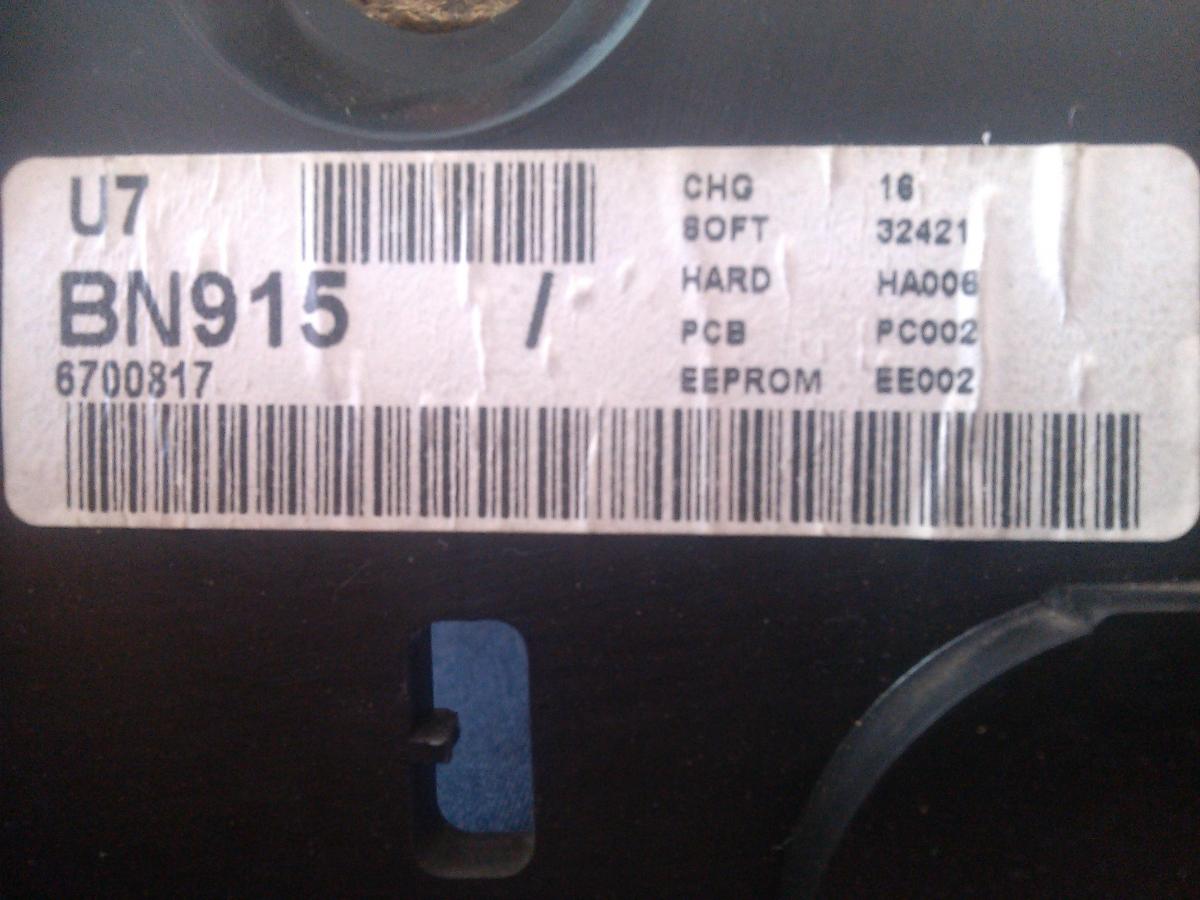 U7
BN915 /
6700817
CHG 16
SOFT 32421
HARD HA006
PCB PC002
EEPROM EE002